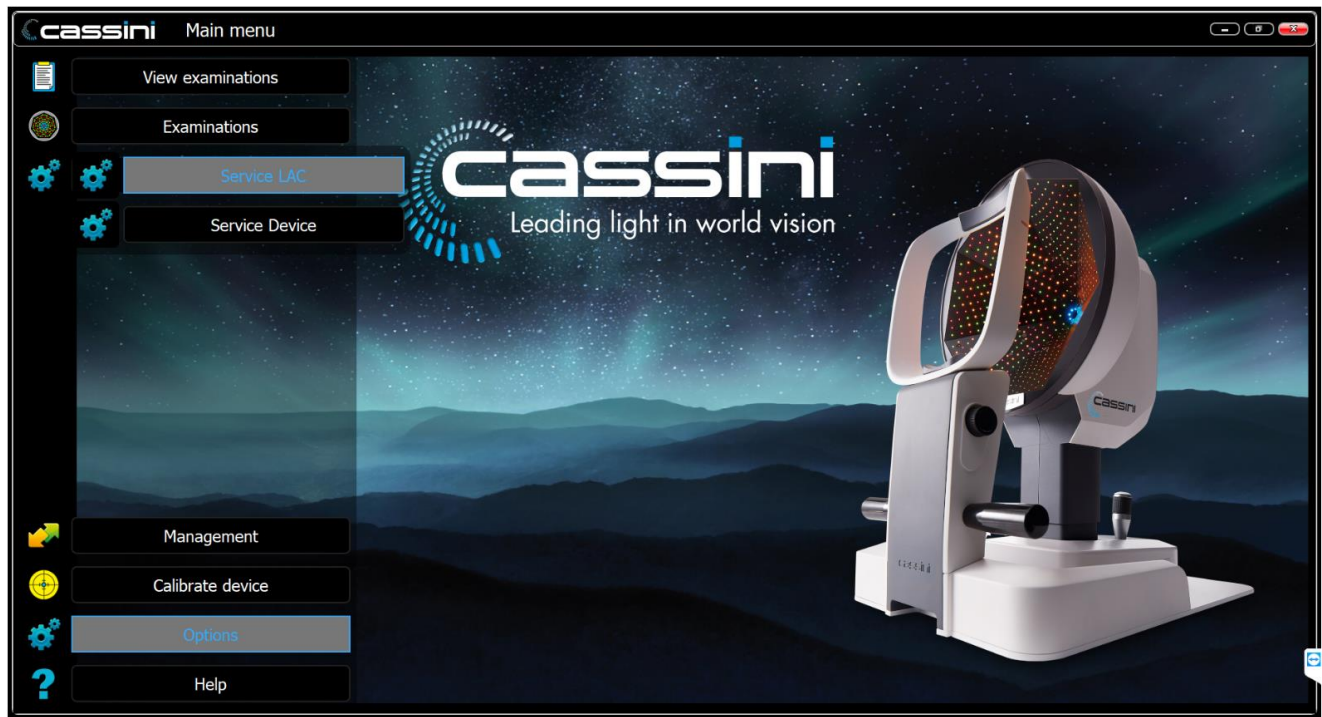 cassini Main menu
View examinations
Examinations
Service LAC
Service Device
cassini
Leading light in world vision
cassini
cassini
Management
Calibrate device
Options
Help